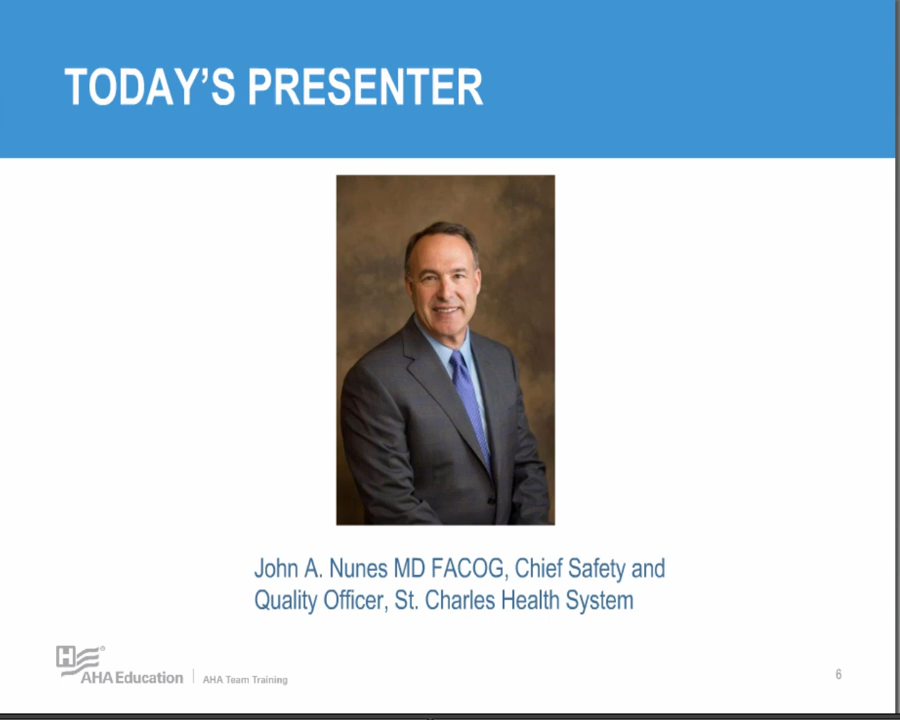 TODAY'S PRESENTER
John A. Nunes MD FACOG, Chief Safety and
Quality Officer, St. Charles Health System
H ®
AHA Education | AHA Team Training
6